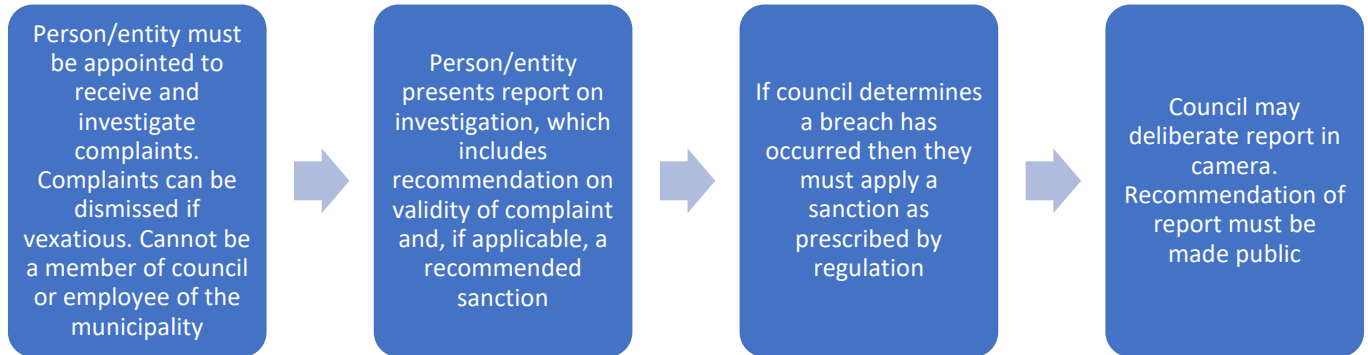 Person/entity must
be appointed to
receive and
investigate
complaints.
Complaints can be
dismissed if
vexatious. Cannot be
a member of council
or employee of the
municipality
Person/entity
presents report on
investigation, which
includes
recommendation on
validity of complaint
and, if applicable, a
recommended
sanction
If council determines
a breach has
occurred then they
must apply a
sanction as
prescribed by
regulation
Council may
deliberate report in
camera.
Recommendation of
report must be
made public